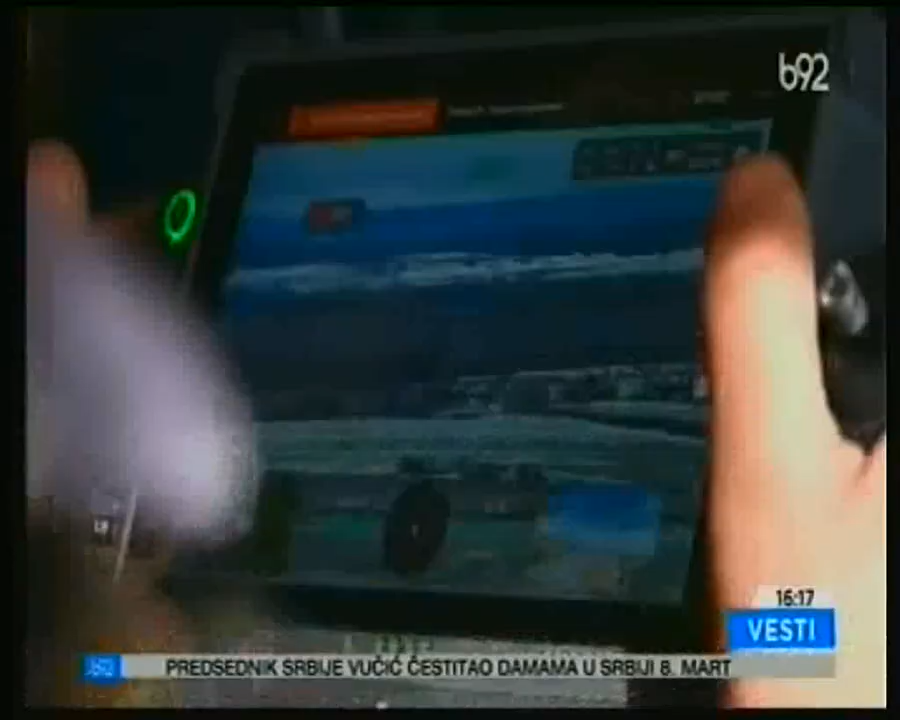 b92
16:17
VESTI
b92 PREDSEDNIK SRBIJE VUČIĆ ČESTITAO DAMAMA U SRBIJI 8. MART